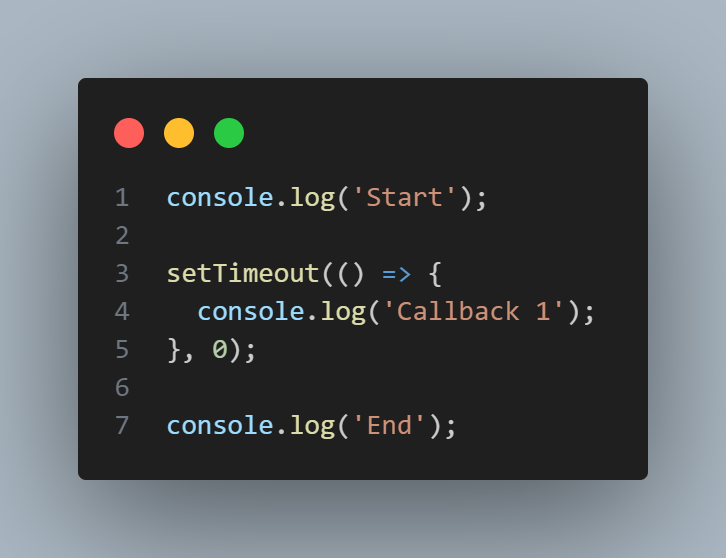 1 console.log('Start');
2
3 setTimeout(() => {
4   console.log('Callback 1');
5 }, 0);
6
7 console.log('End');